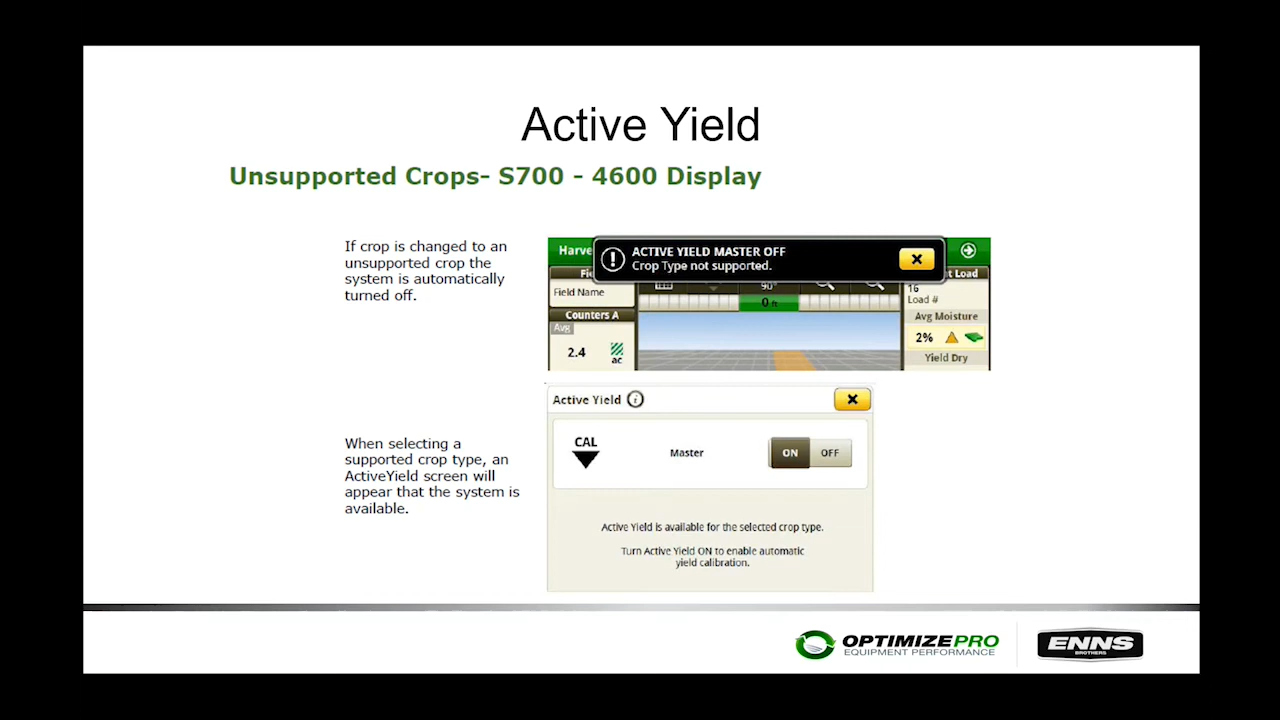 Active Yield
Unsupported Crops- S700 - 4600 Display
If crop is changed to an
unsupported crop the
system is automatically
turned off.
Harve
ACTIVE YIELD MASTER OFF
Crop Type not supported.
Fie
t Load
Field Name
90°
16
Load #
0 ft
Counters A
Avg
2.4
ac
Avg Moisture
2%
Yield Dry
Active Yield
CAL
Master
ON
OFF
Active Yield is available for the selected crop type.
Turn Active Yield ON to enable automatic
yield calibration.
When selecting a
supported crop type, an
ActiveYield screen will
appear that the system is
available.
OPTIMIZEPRO
EQUIPMENT PERFORMANCE
ENNS
BROTHERS